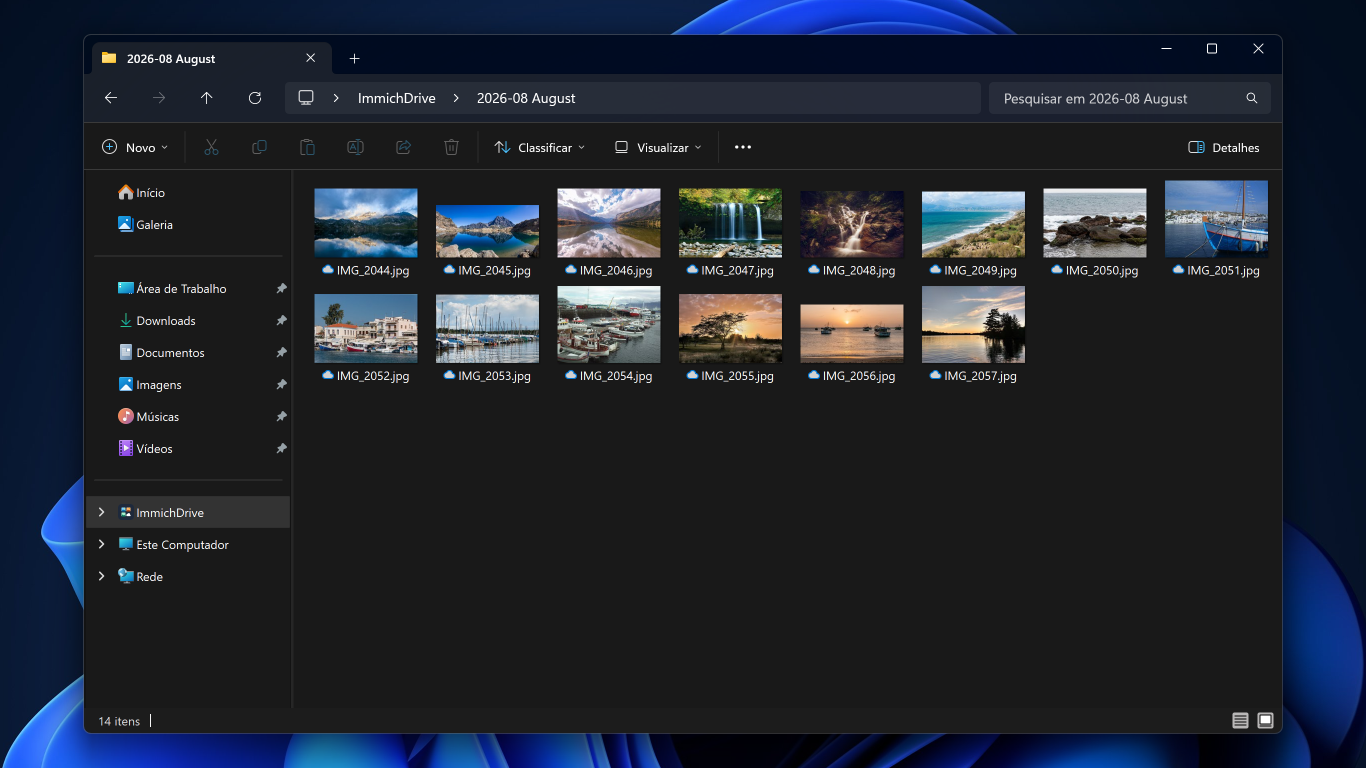 2026-08 August
ImmichDrive
2026-08 August
Pesquisar em 2026-08 August
Novo
Classificar
Visualizar
Detalhes
Início
Galeria
Área de Trabalho
Downloads
Documentos
Imagens
Músicas
Vídeos
ImmichDrive
Este Computador
Rede
IMG_2044.jpg
IMG_2045.jpg
IMG_2046.jpg
IMG_2047.jpg
IMG_2048.jpg
IMG_2049.jpg
IMG_2050.jpg
IMG_2051.jpg
IMG_2052.jpg
IMG_2053.jpg
IMG_2054.jpg
IMG_2055.jpg
IMG_2056.jpg
IMG_2057.jpg
14 itens